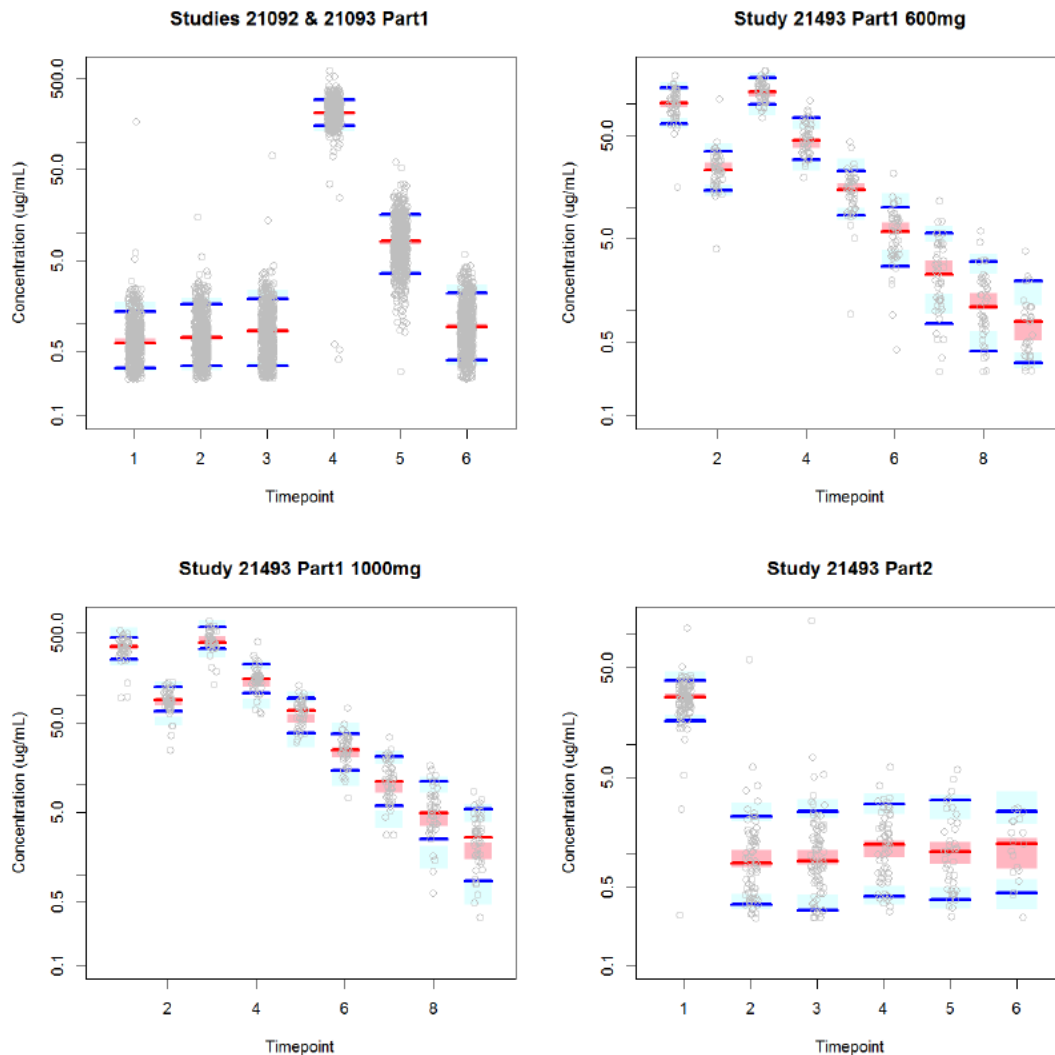 Studies 21092 & 21093 Part1
Concentration (ug/mL)
500.0
50.0
5.0
0.5
0.1
1 2 3 4 5 6
Timepoint
Study 21493 Part1 600mg
Concentration (ug/mL)
50.0
5.0
0.5
0.1
2 4 6 8
Timepoint
Study 21493 Part1 1000mg
Concentration (ug/mL)
500.0
50.0
5.0
0.5
0.1
2 4 6 8
Timepoint
Study 21493 Part2
Concentration (ug/mL)
50.0
5.0
0.5
0.1
1 2 3 4 5 6
Timepoint